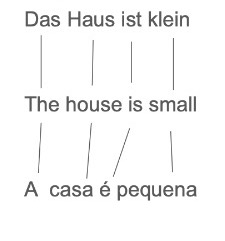 Das Haus ist klein
The house is small
A casa é pequena